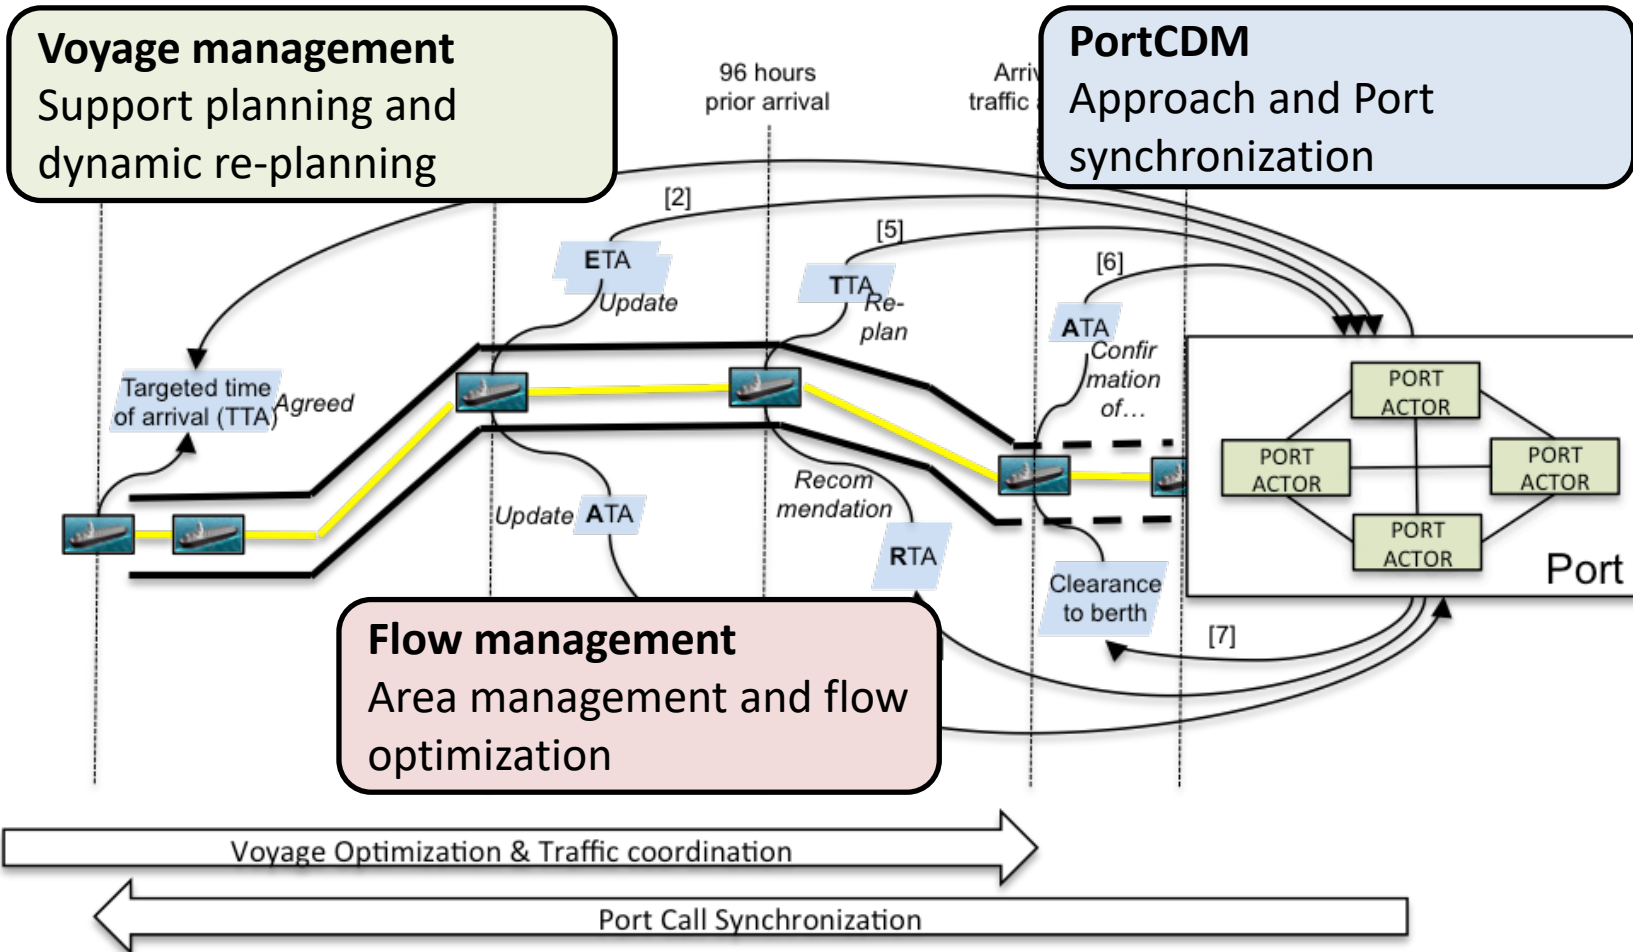 Voyage management
Support planning and
dynamic re-planning
96 hours
prior arrival
traffic
PortCDM
Approach and Port
synchronization
[2]
[5]
[6]
ETA
Update
TTA
Re-
plan
ATA
Confir
mation
of...
Targeted time
of arrival (TTA)
Agreed
Update
ATA
Recom
mendation
RTA
Clearance
to berth
[7]
PORT
ACTOR
PORT
ACTOR
PORT
ACTOR
PORT
ACTOR
Port
Flow management
Area management and flow
optimization
Voyage Optimization & Traffic coordination
Port Call Synchronization